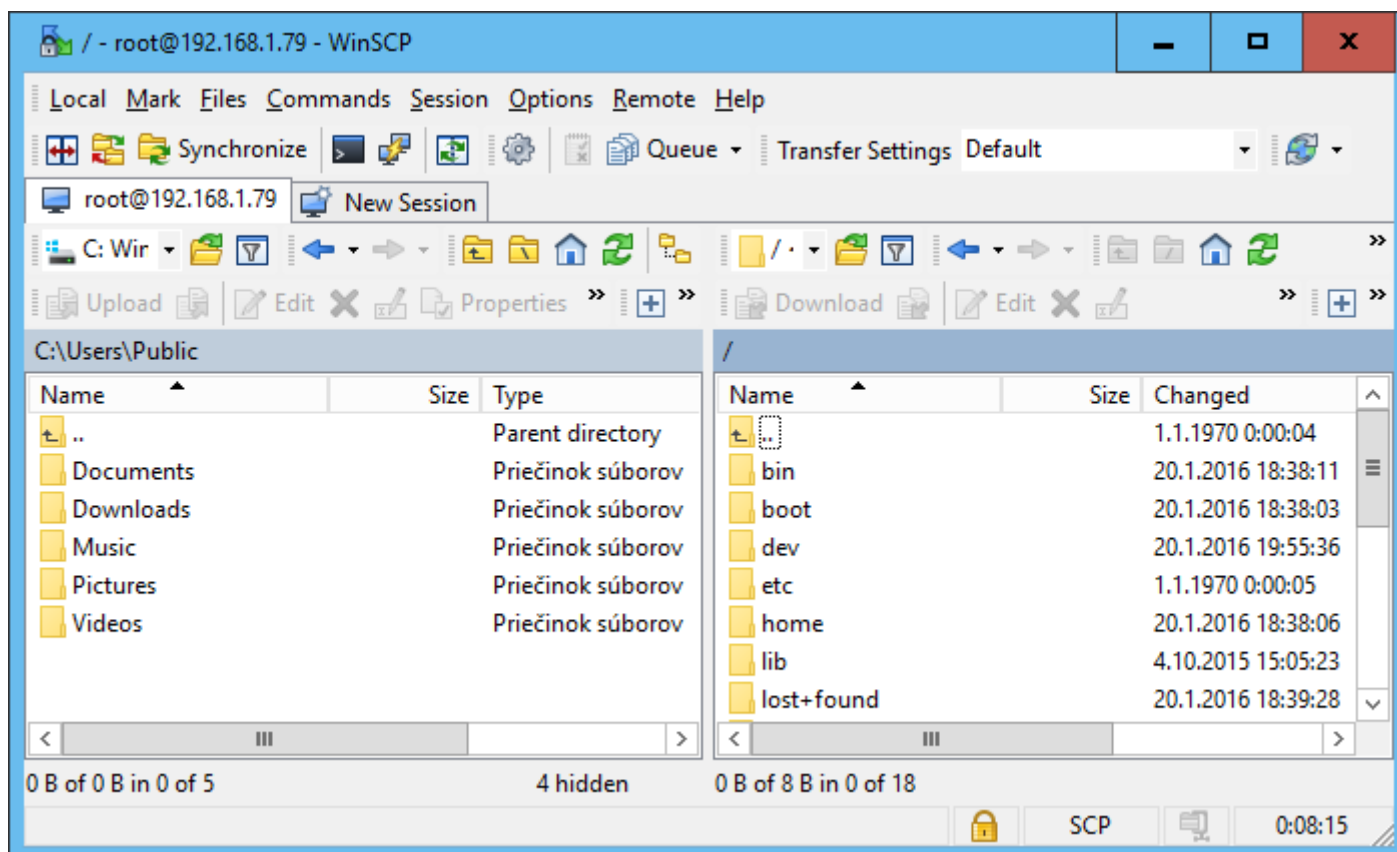 / - root@192.168.1.79 - WinSCP
Local Mark Files Commands Session Options Remote Help
Synchronize Queue Transfer Settings Default
root@192.168.1.79 New Session
C: Wir / ·
Upload Edit Properties » » Download Edit » »
C:\Users\Public /
Name Size Type Name Size Changed
.. Parent directory .. 1.1.1970 0:00:04
Documents Priečinok súborov bin 20.1.2016 18:38:11
Downloads Priečinok súborov boot 20.1.2016 18:38:03
Music Priečinok súborov dev 20.1.2016 19:55:36
Pictures Priečinok súborov etc 1.1.1970 0:00:05
Videos Priečinok súborov home 20.1.2016 18:38:06
lib 4.10.2015 15:05:23
lost+found 20.1.2016 18:39:28
0 B of 0 B in 0 of 5 4 hidden 0 B of 8 B in 0 of 18
SCP 0:08:15